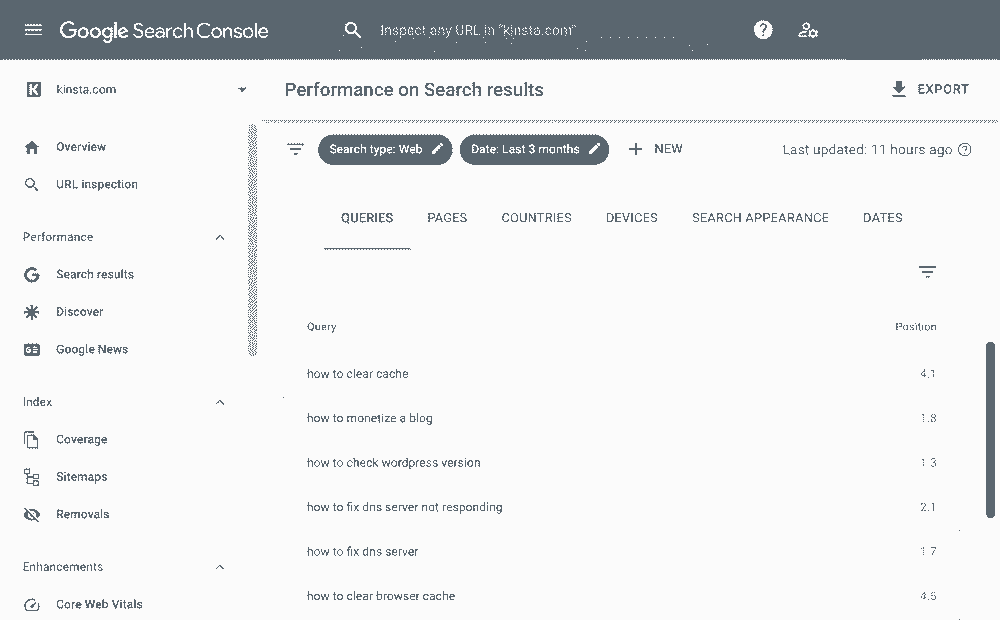 Google Search Console
Inspect any URL in "kinsta.com"
kinsta.com
Performance on Search results
EXPORT
Overview
URL inspection
Performance
Search results
Discover
Google News
Index
Coverage
Sitemaps
Removals
Enhancements
Core Web Vitals
Search type: Web
Date: Last 3 months
NEW
Last updated: 11 hours ago
QUERIES PAGES COUNTRIES DEVICES SEARCH APPEARANCE DATES
Query Position
how to clear cache 4.1
how to monetize a blog 1.8
how to check wordpress version 1.3
how to fix dns server not responding 2.1
how to fix dns server 1.7
how to clear browser cache